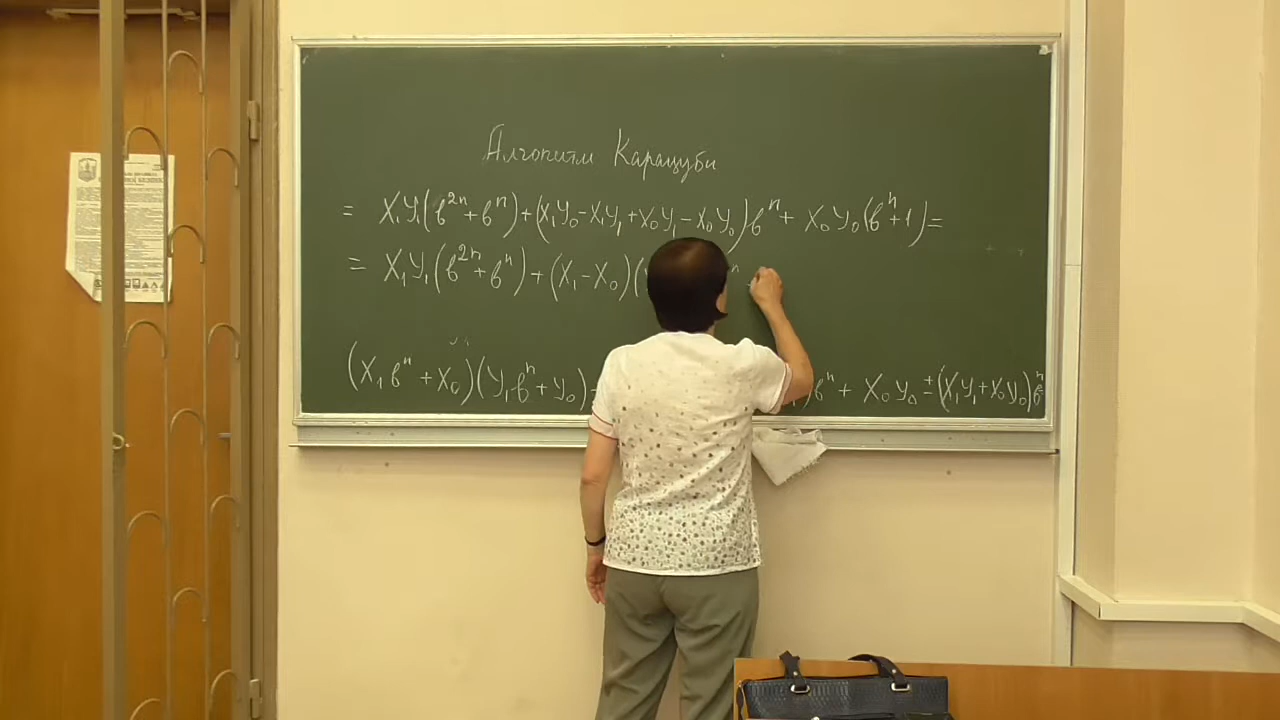 Алгоритм Карацубы
= X₁Y₁(b²ⁿ+bⁿ)+(X₁Y₀-X₁Y₁+X₀Y₁-X₀Y₀)bⁿ+ X₀Y₀(bⁿ+1)=
= X₁Y₁(b²ⁿ+bⁿ)+(X₁-X₀)(
(X₁bⁿ+X₀)(Y₁bⁿ+Y₀) )bⁿ+ X₀Y₀±(X₁Y₁+X₀Y₀)bⁿ